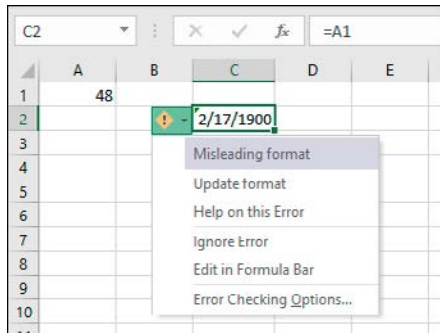 C2 fx =A1
A B C D E
1 48
2 2/17/1900
3 Misleading format
4 Update format
5
6 Help on this Error
7 Ignore Error
8 Edit in Formula Bar
9 Error Checking Options...
10